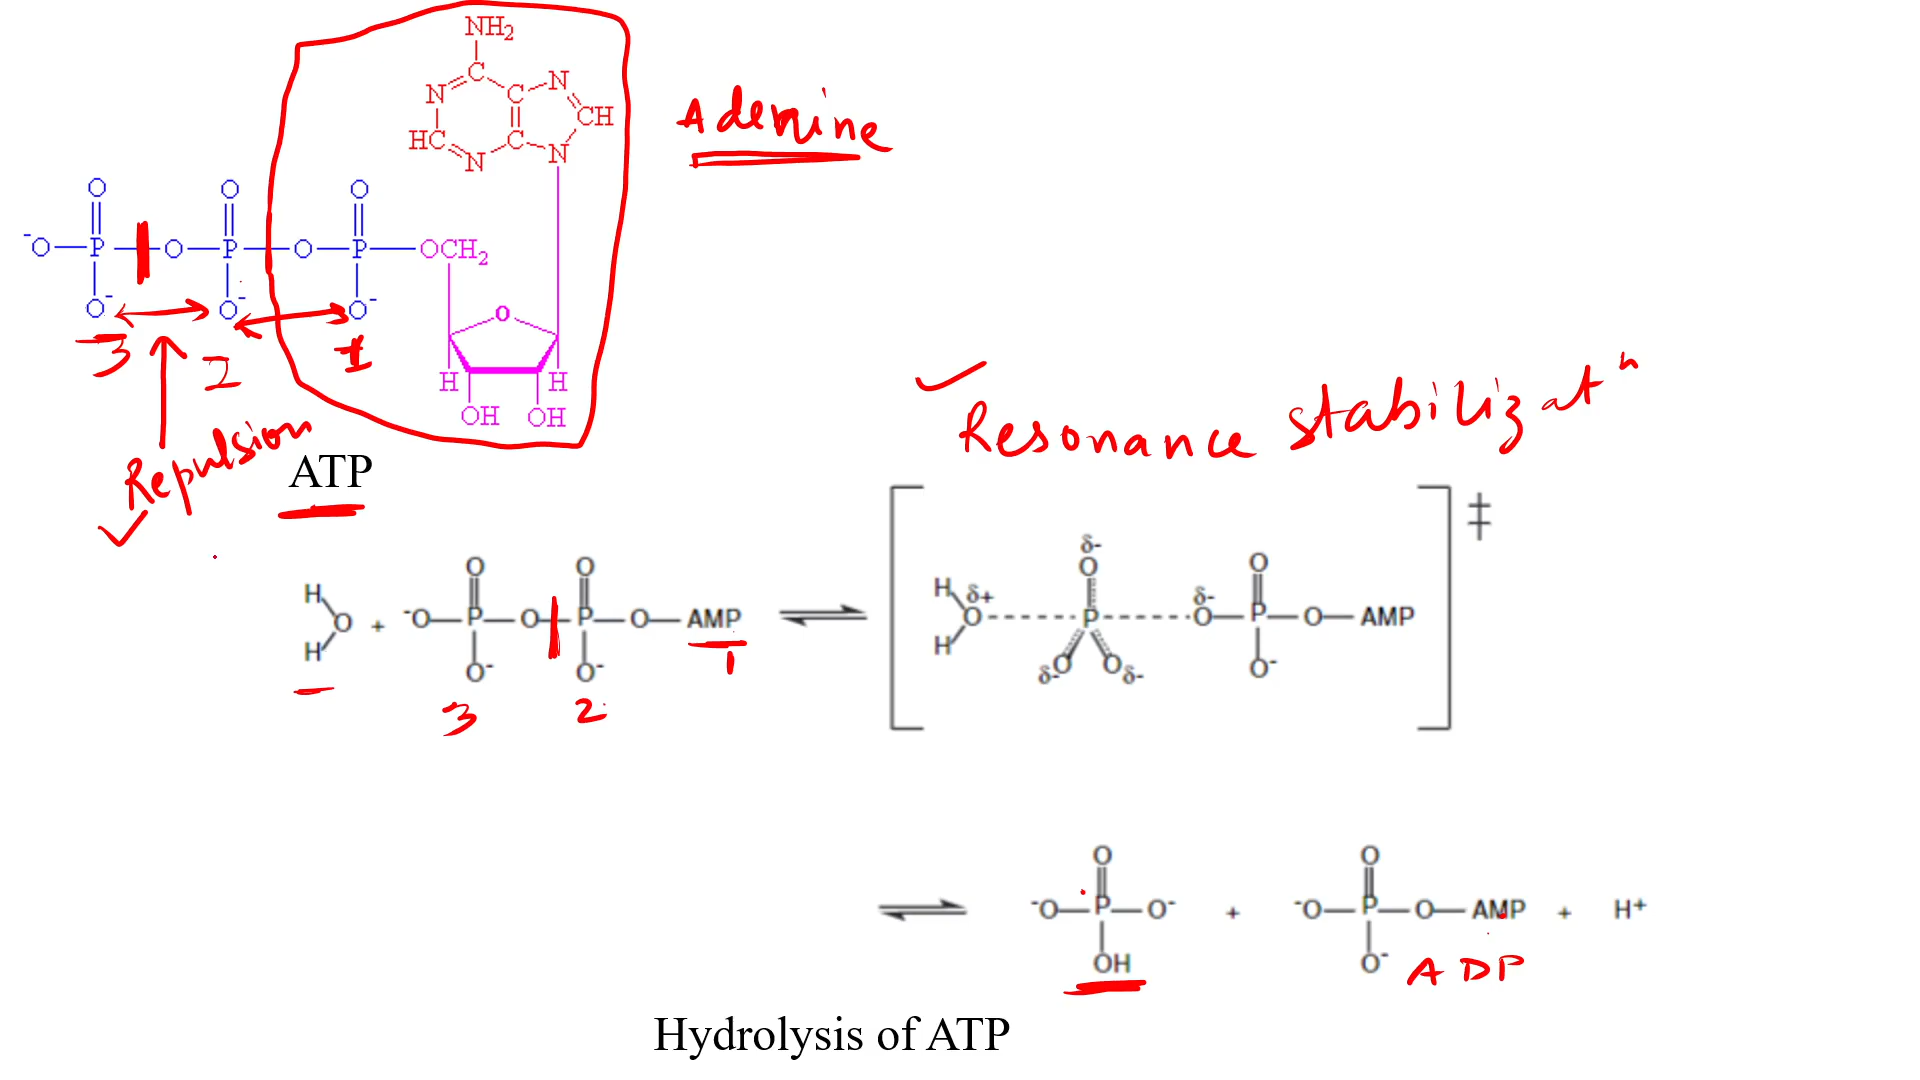 NH₂
N C C N CH
HC N C N
Adenine
O O O
⁻O P O P O P OCH₂
O⁻ O⁻ O⁻ O
3 2 1
H H
OH OH
Repulsion
ATP
Resonance stabilizatⁿ
H H O + ⁻O P O O⁻ O P O O⁻ O AMP
3 2 1
H H O δ+ P O δ- O δ- O δ- O δ- P O O⁻ O AMP ‡
⁻O P O O⁻ OH + ⁻O P O O⁻ O AMP + H⁺
ADP
Hydrolysis of ATP